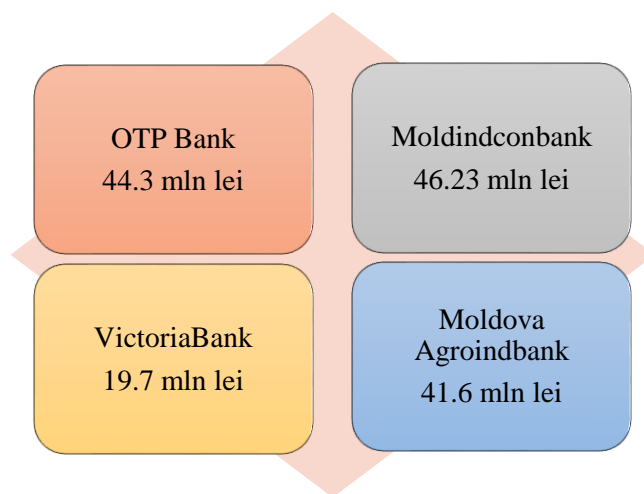 OTP Bank
44.3 mln lei
Moldindconbank
46.23 mln lei
VictoriaBank
19.7 mln lei
Moldova
Agroindbank
41.6 mln lei